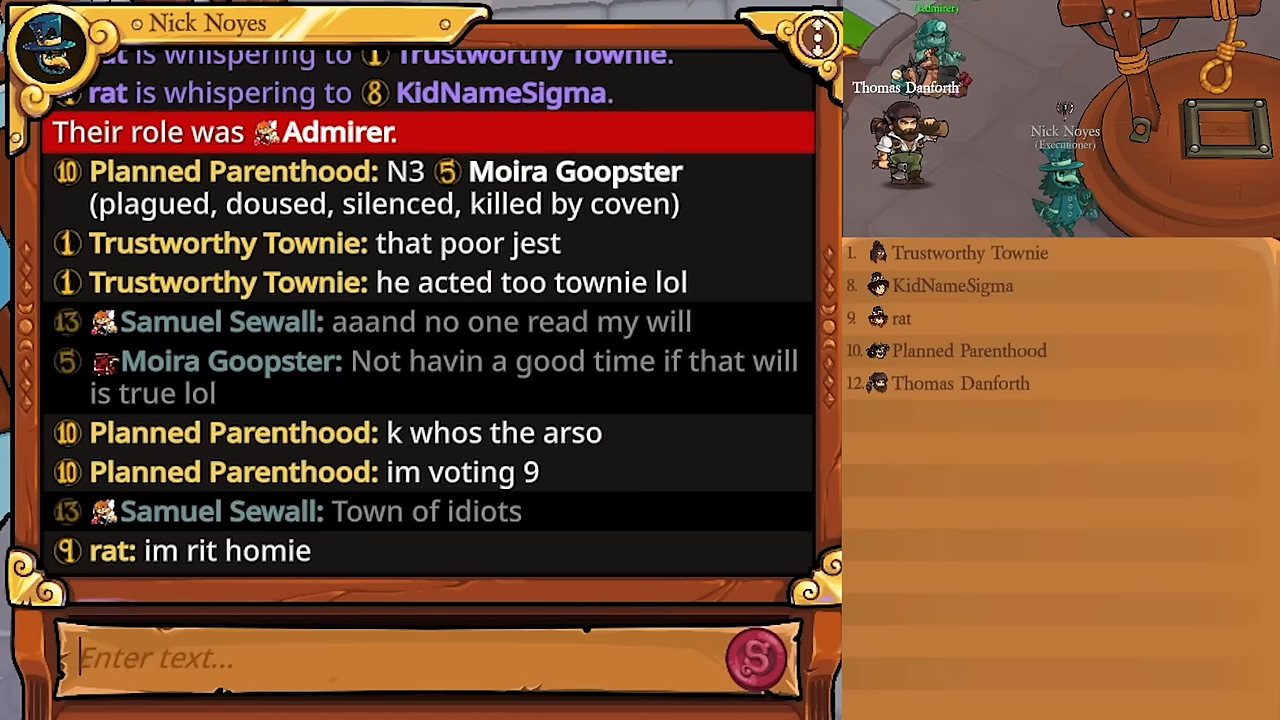 Nick Noyes
rat is whispering to 1 Trustworthy Townie.
rat is whispering to 8 KidNameSigma.
Their role was Admirer.
10 Planned Parenthood: N3 5 Moira Goopster
(plagued, doused, silenced, killed by coven)
1 Trustworthy Townie: that poor jest
1 Trustworthy Townie: he acted too townie lol
13 Samuel Sewall: aaand no one read my will
5 Moira Goopster: Not havin a good time if that will
is true lol
10 Planned Parenthood: k whos the arso
10 Planned Parenthood: im voting 9
13 Samuel Sewall: Town of idiots
9 rat: im rit homie
Enter text...
S
(Admirer)
Thomas Danforth
Nick Noyes
(Executioner)
1. Trustworthy Townie
8. KidNameSigma
9. rat
10. Planned Parenthood
12. Thomas Danforth